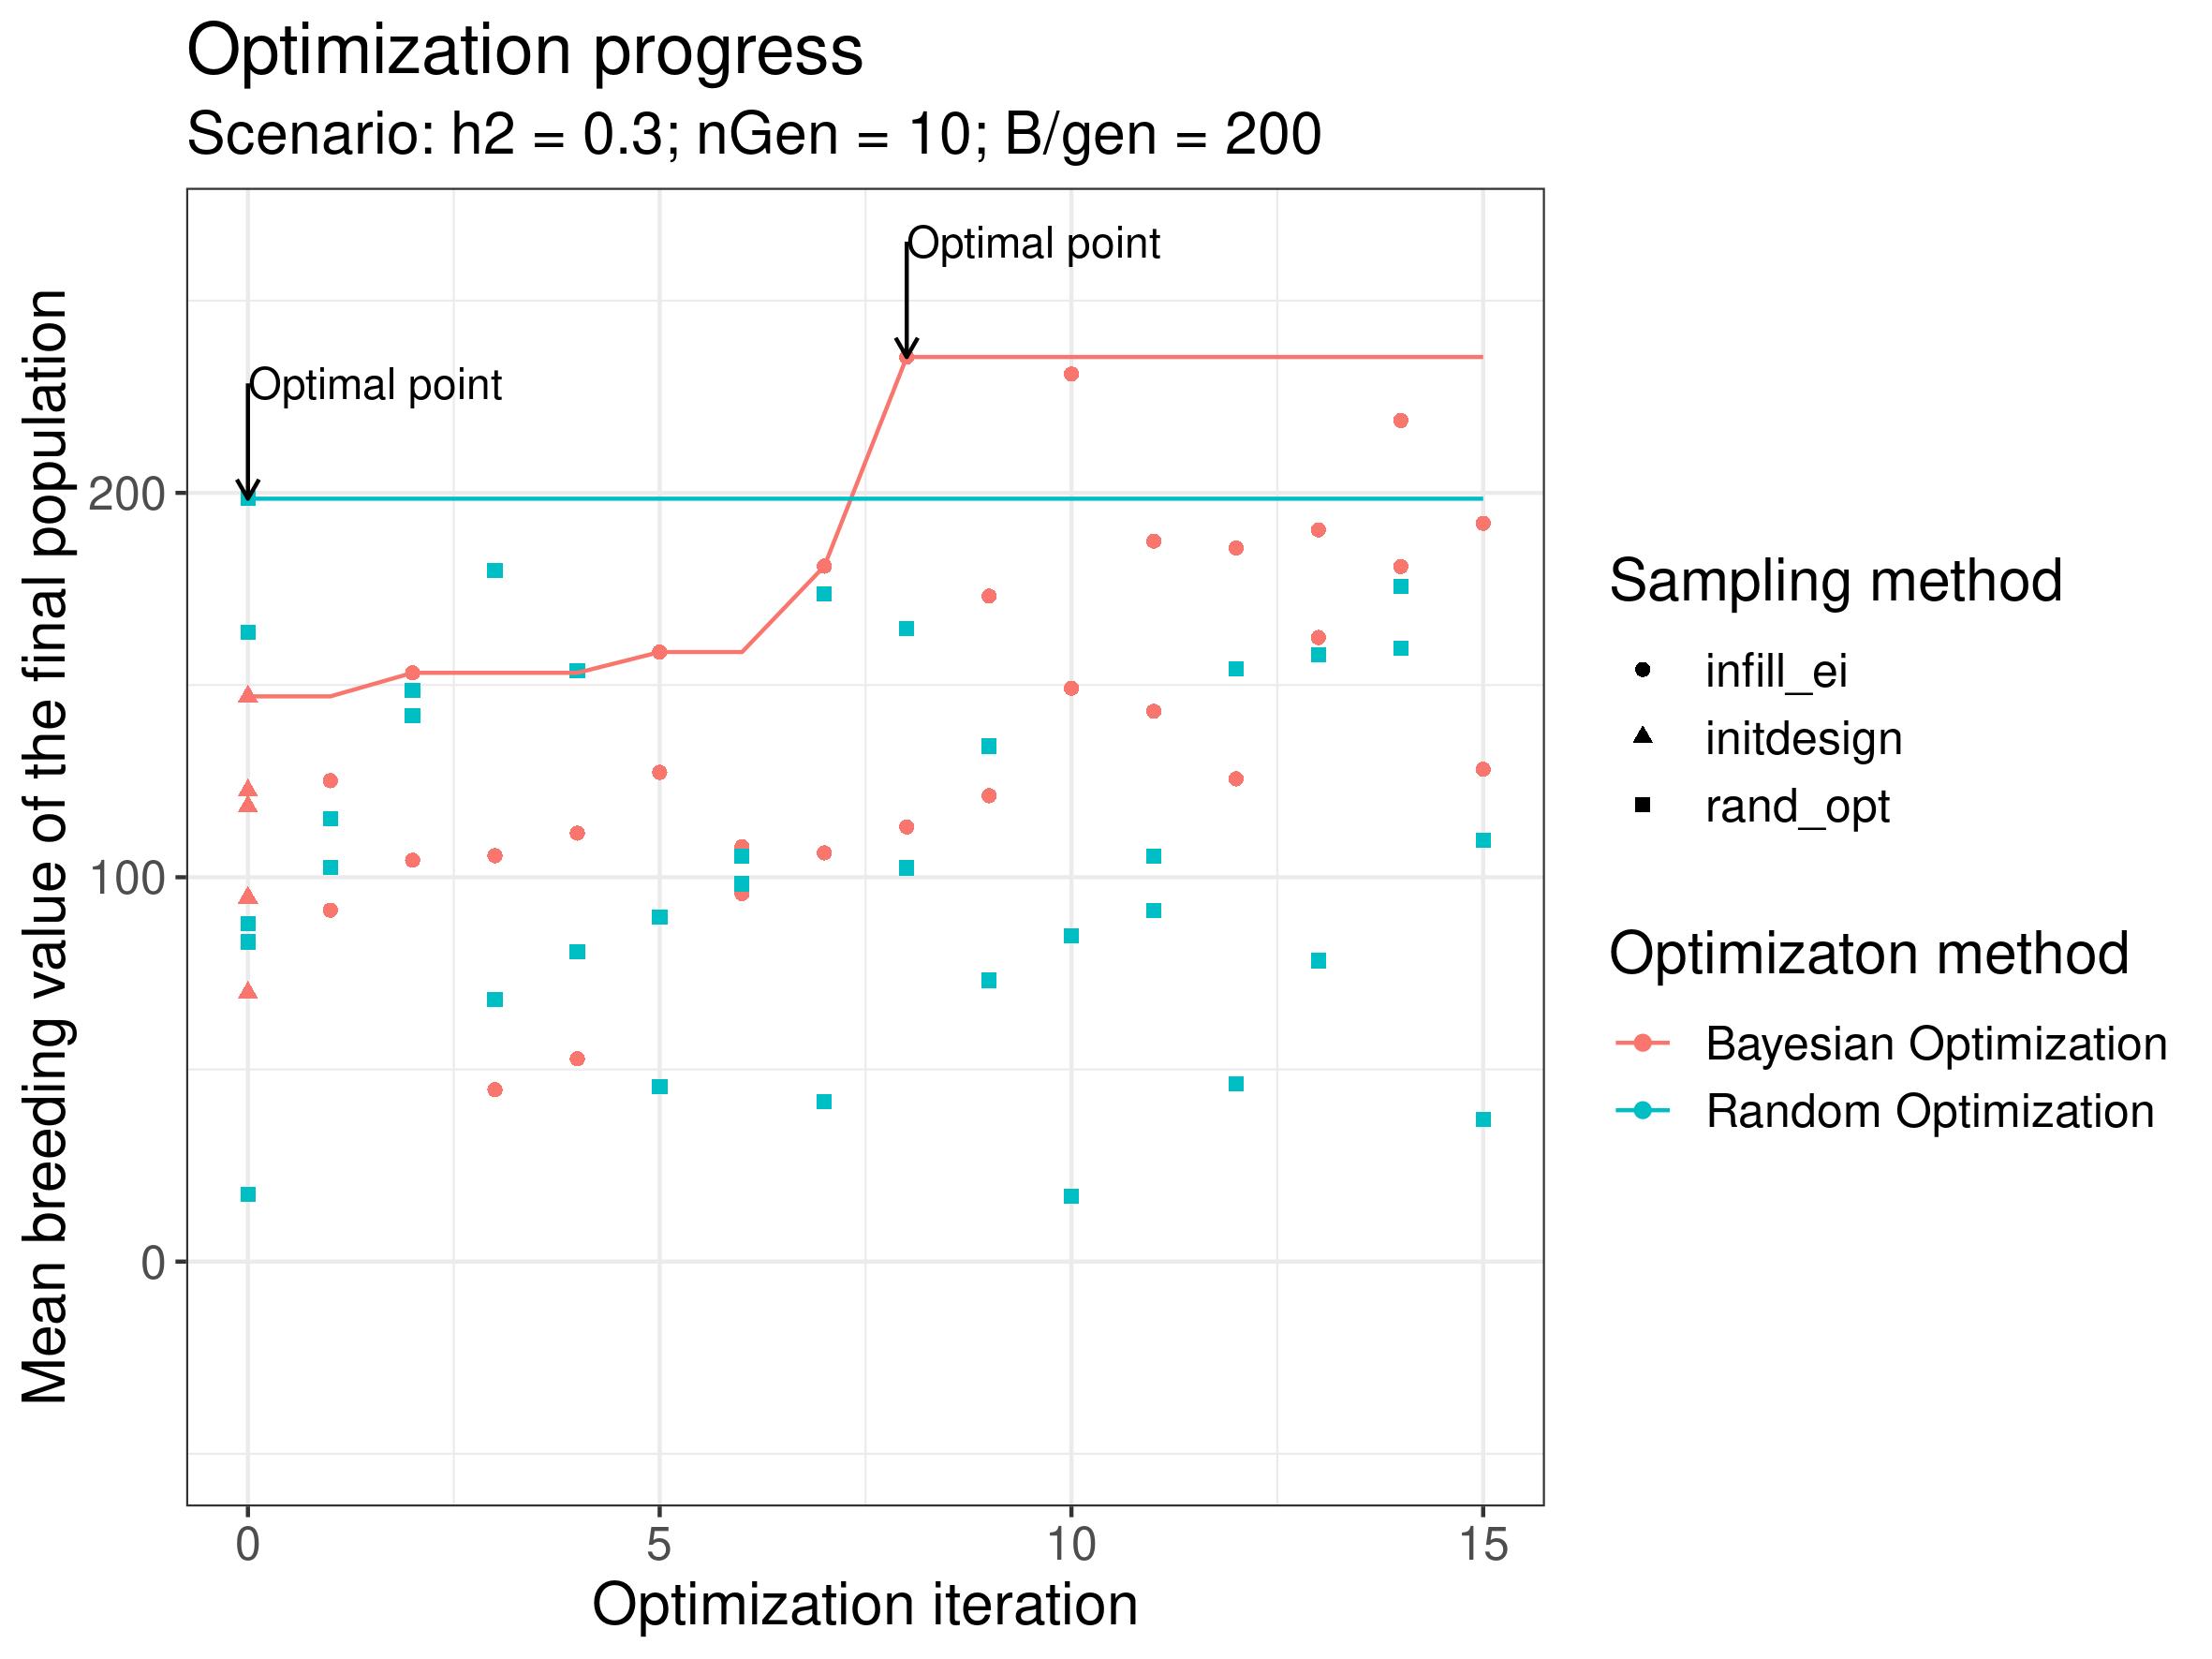 Optimization progress
Scenario: h2 = 0.3; nGen = 10; B/gen = 200
Mean breeding value of the final population
200
100
0
Optimal point
Optimal point
0 5 10 15
Optimization iteration
Sampling method
infill_ei
initdesign
rand_opt
Optimizaton method
Bayesian Optimization
Random Optimization